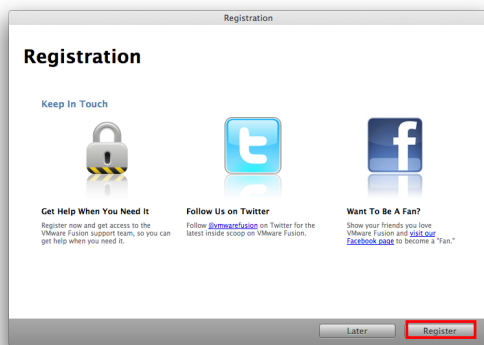 Registration
Registration
Keep In Touch
Get Help When You Need It
Register now and get access to the
VMware Fusion support team, so you can
get help when you need it.
Follow Us on Twitter
Follow @vmwarefusion on Twitter for the
latest inside scoop on VMware Fusion.
Want To Be A Fan?
Show your friends you love
VMware Fusion and visit our
Facebook page to become a "Fan."
Later
Register